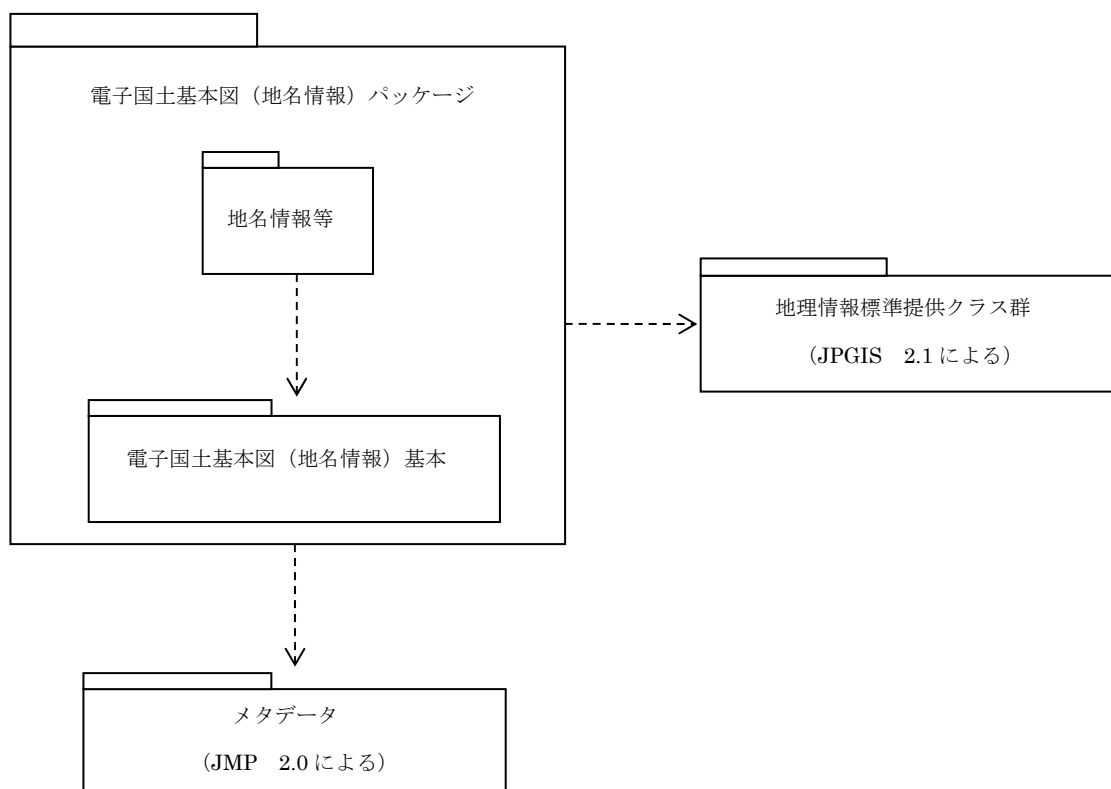 電子国土基本図（地名情報）パッケージ
地名情報等
電子国土基本図（地名情報）基本
地理情報標準提供クラス群
（JPGIS　2.1による）
メタデータ
（JMP　2.0による）